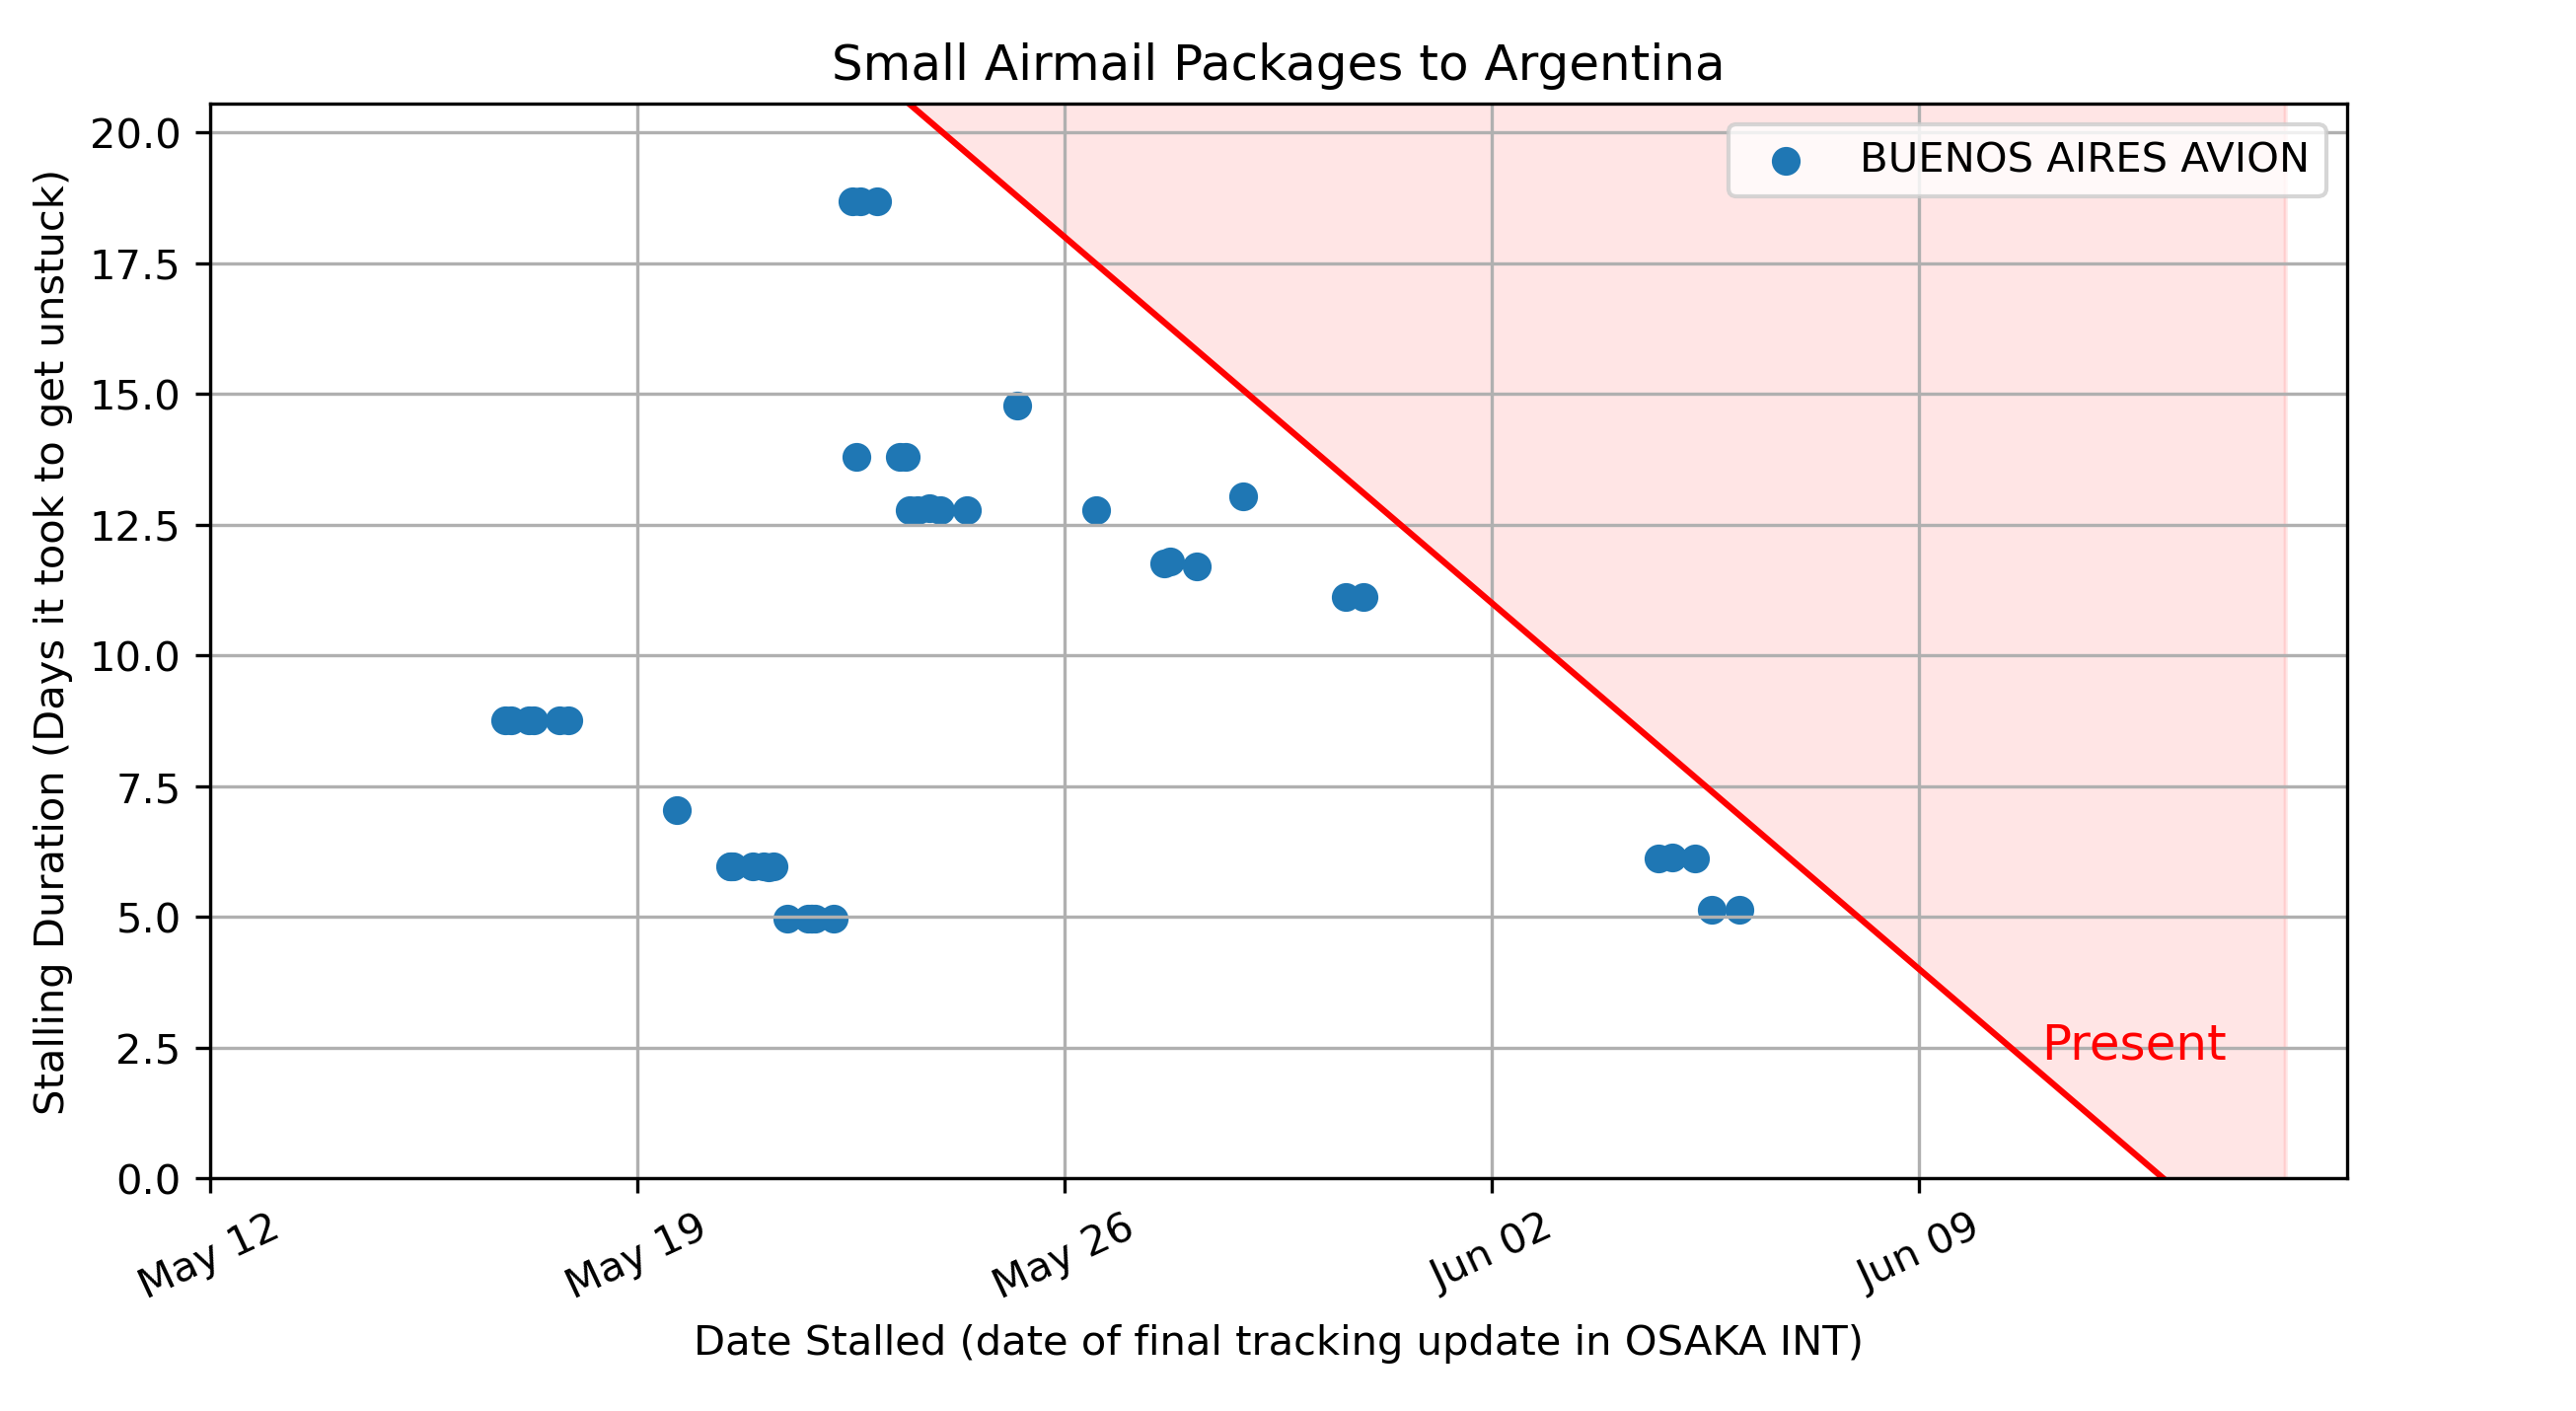 Small Airmail Packages to Argentina
BUENOS AIRES AVION
Stalling Duration (Days it took to get unstuck)
20.0
17.5
15.0
12.5
10.0
7.5
5.0
2.5
0.0
Present
May 12
May 19
May 26
Jun 02
Jun 09
Date Stalled (date of final tracking update in OSAKA INT)